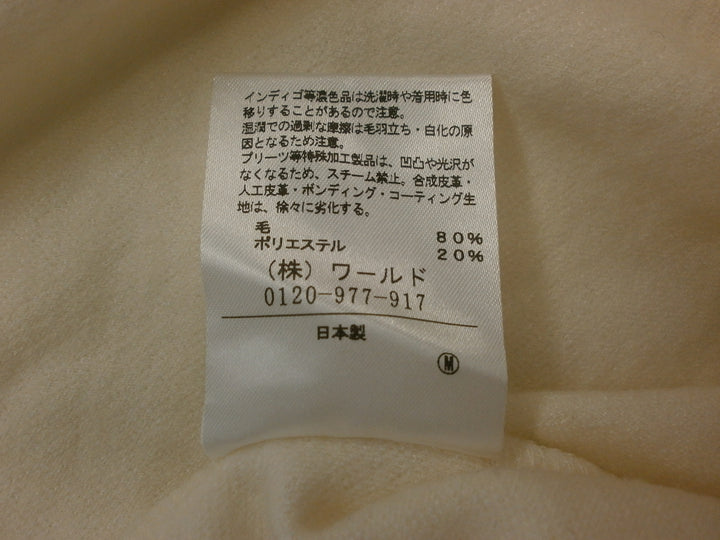 インディゴ等濃色品は洗濯時や着用時に色
移りすることがあるので注意。
湿潤での過剰な摩擦は毛羽立ち・白化の原
因となるため注意。
プリーツ等特殊加工製品は、凹凸や光沢が
なくなるため、スチーム禁止。合成皮革・
人工皮革・ボンディング・コーティング生
地は、徐々に劣化する。
毛 80%
ポリエステル 20%
(株) ワールド
0120-977-917
日本製
Ⓜ